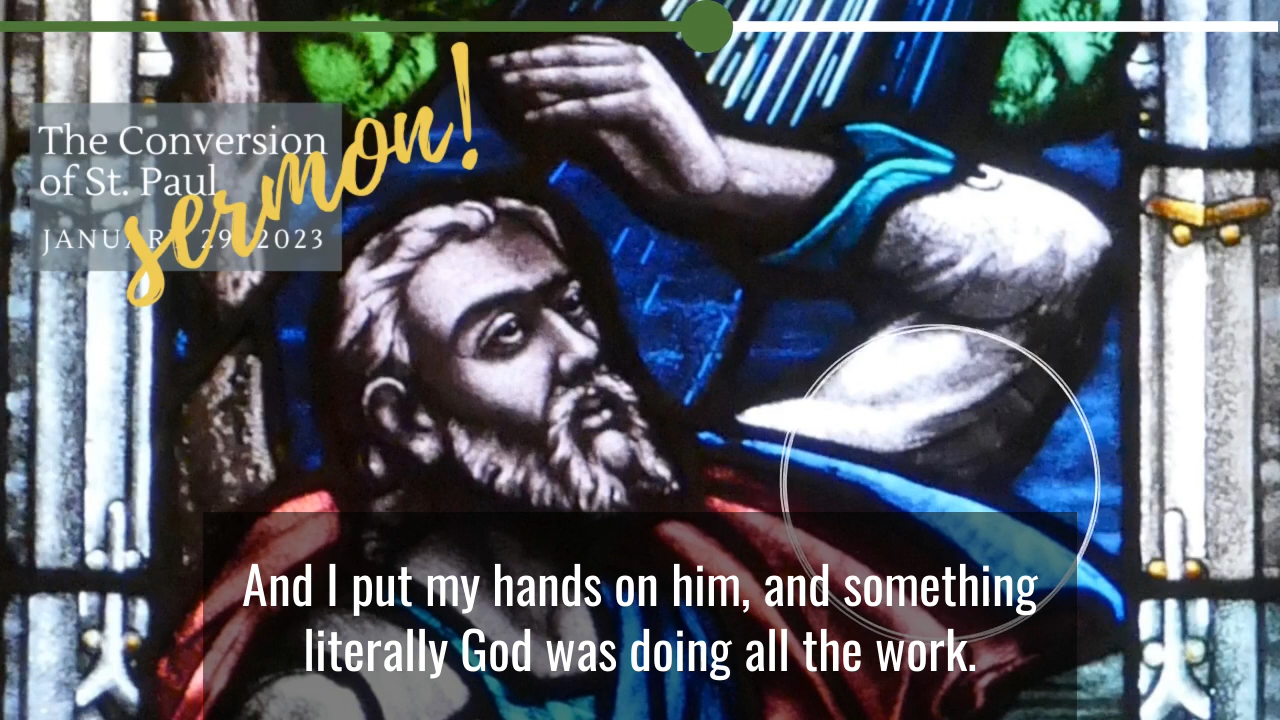 The Conversion
of St. Paul
JANUARY 29, 2023
sermon!
And I put my hands on him, and something
literally God was doing all the work.